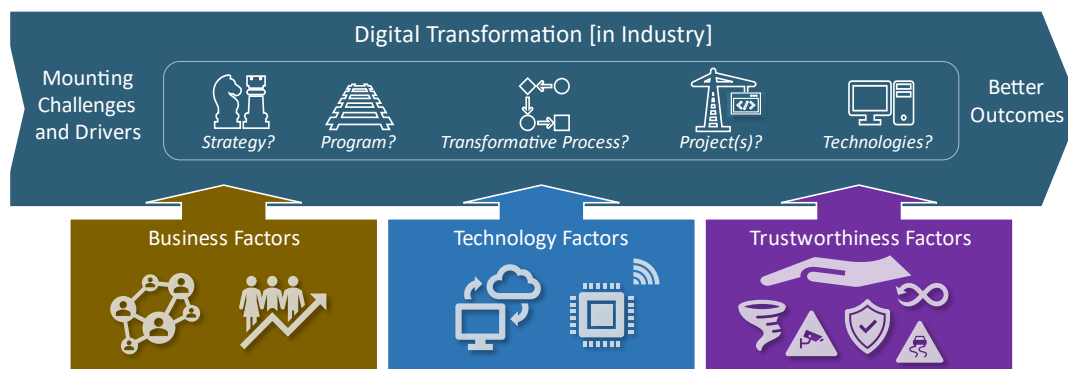 Digital Transformation [in Industry]
Mounting
Challenges
and Drivers
Strategy?
Program?
Transformative Process?
Project(s)?
</>
Technologies?
Better
Outcomes
Business Factors
Technology Factors
Trustworthiness Factors